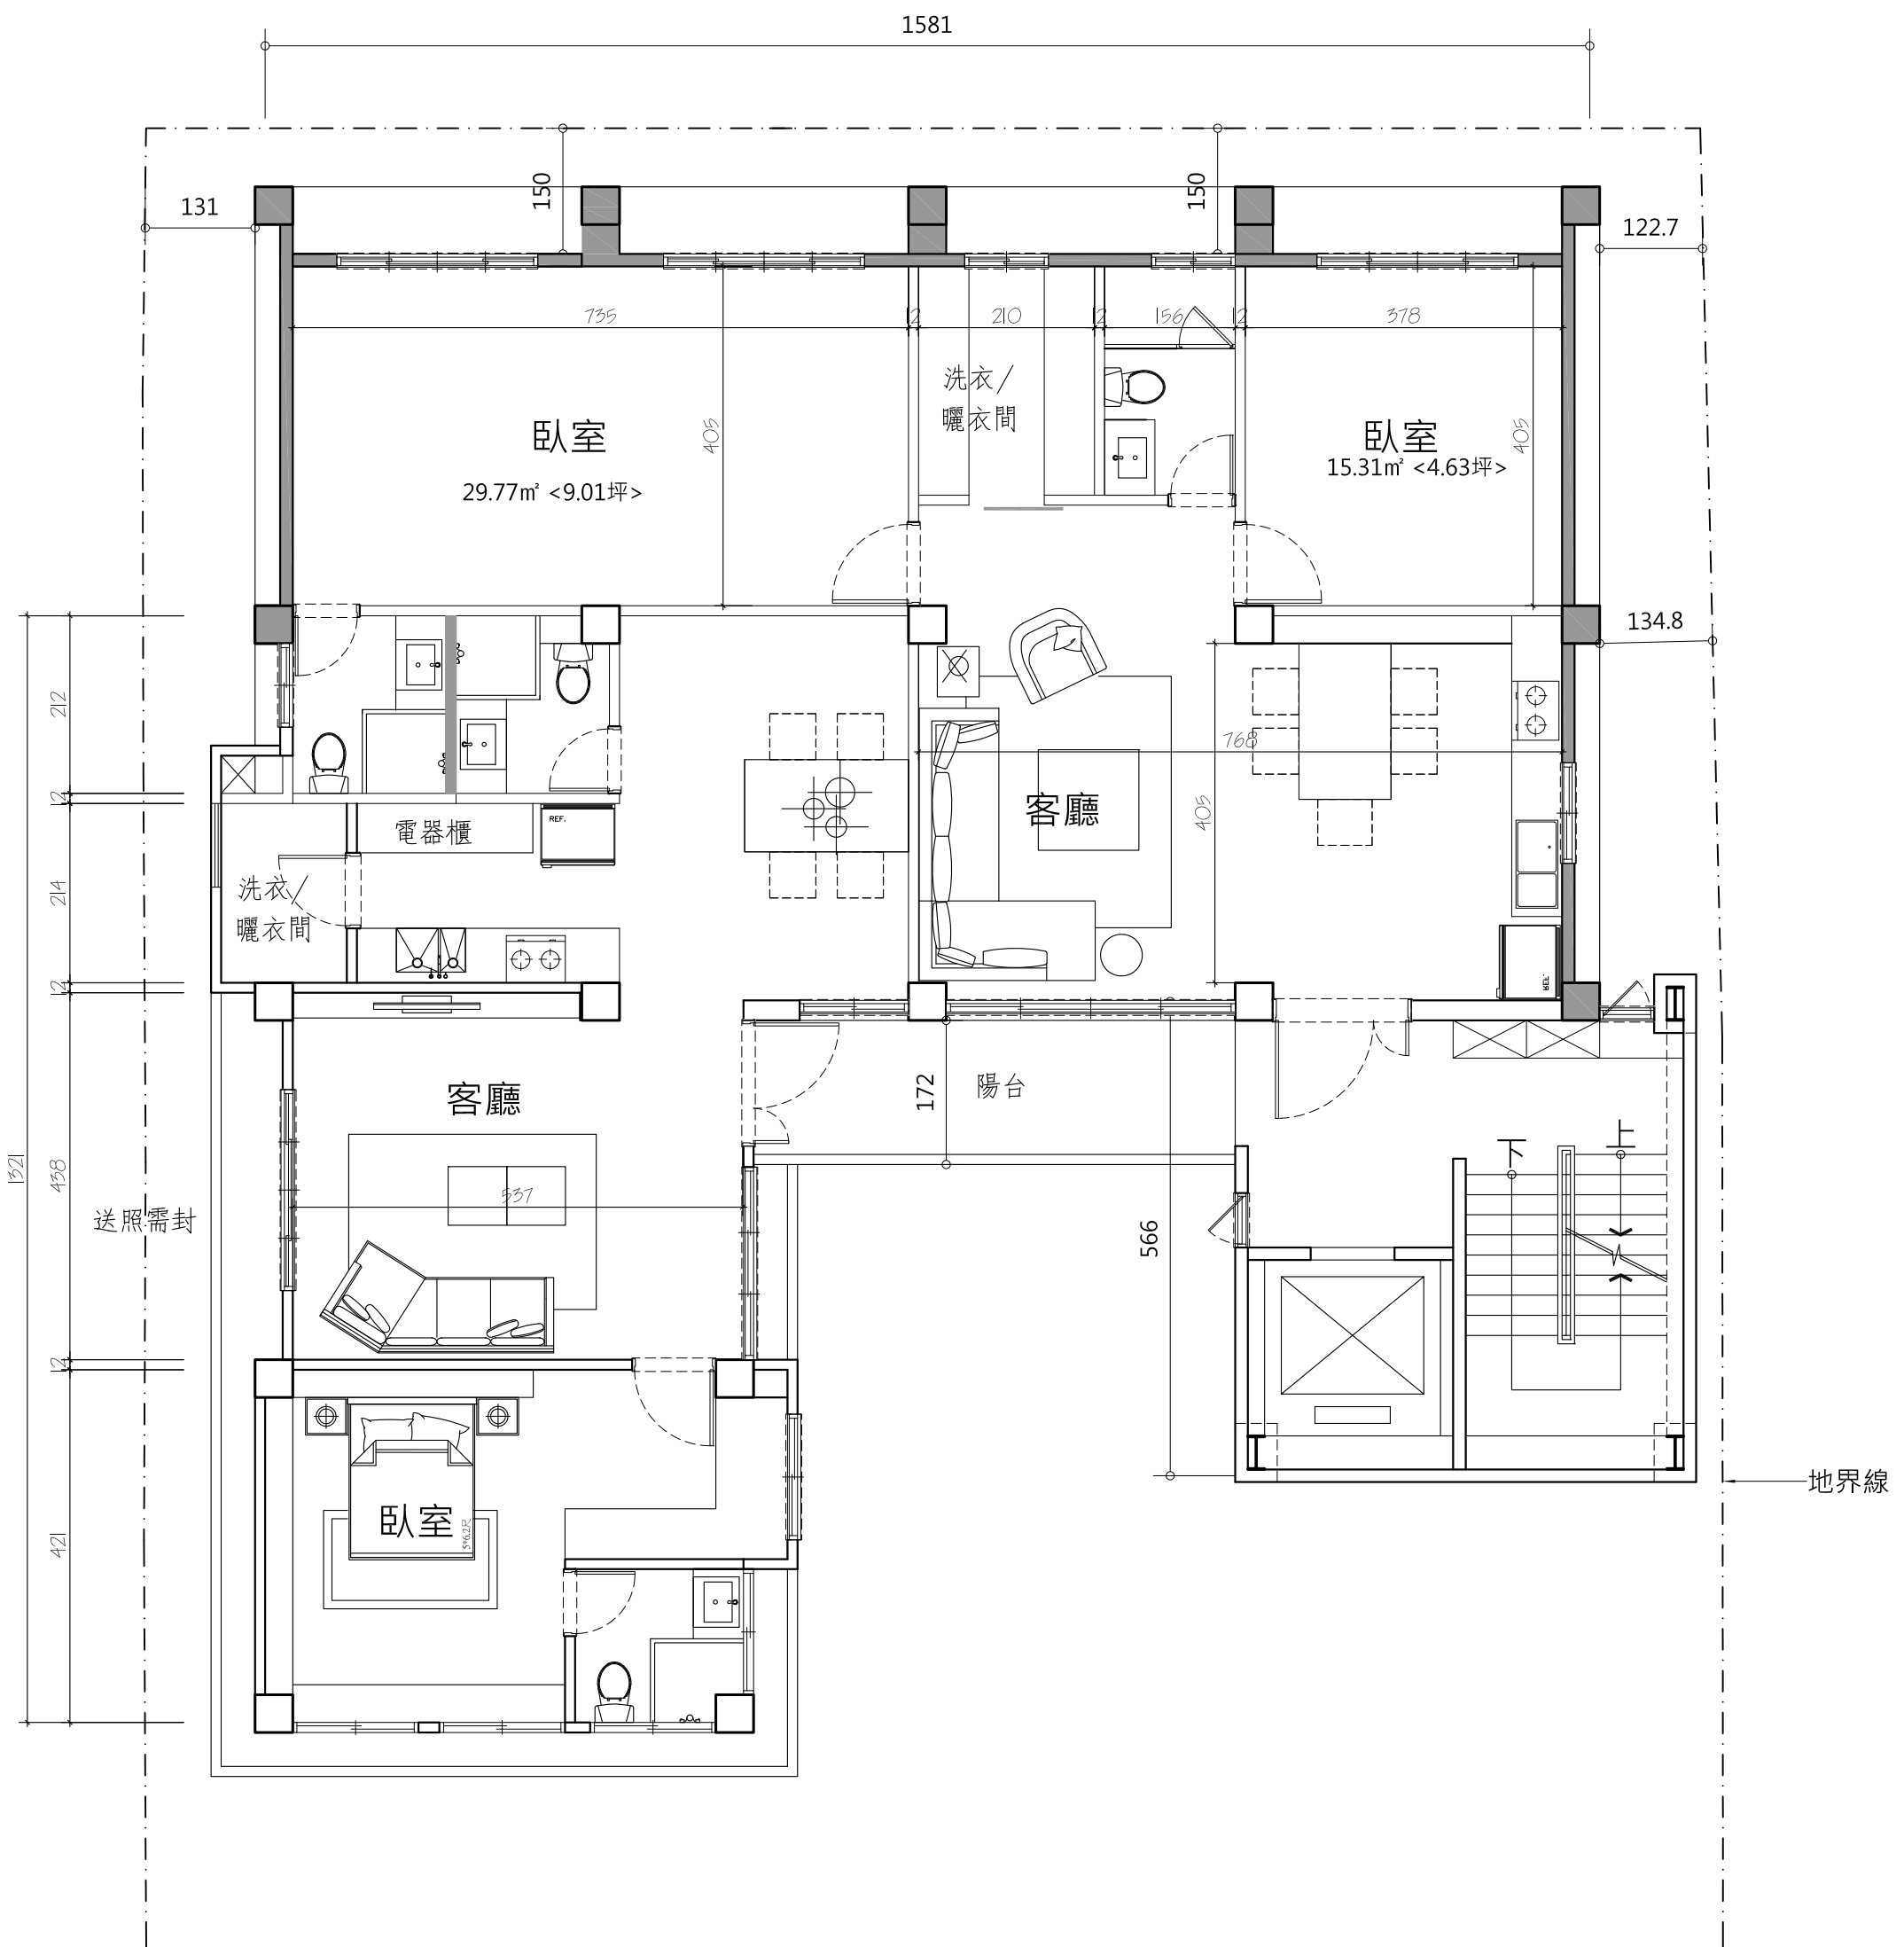 1581
150
150
131
122.7
735
12
210
12
156
12
378
洗衣/
曬衣間
405
405
臥室
29.77㎡ <9.01坪>
臥室
15.31㎡ <4.63坪>
134.8
212
768
客廳
405
12
電器櫃
REF.
洗衣/
曬衣間
214
REF.
12
172
陽台
客廳
下
上
1321
438
537
送照需封
566
12
地界線
臥室
5*6.2尺
421